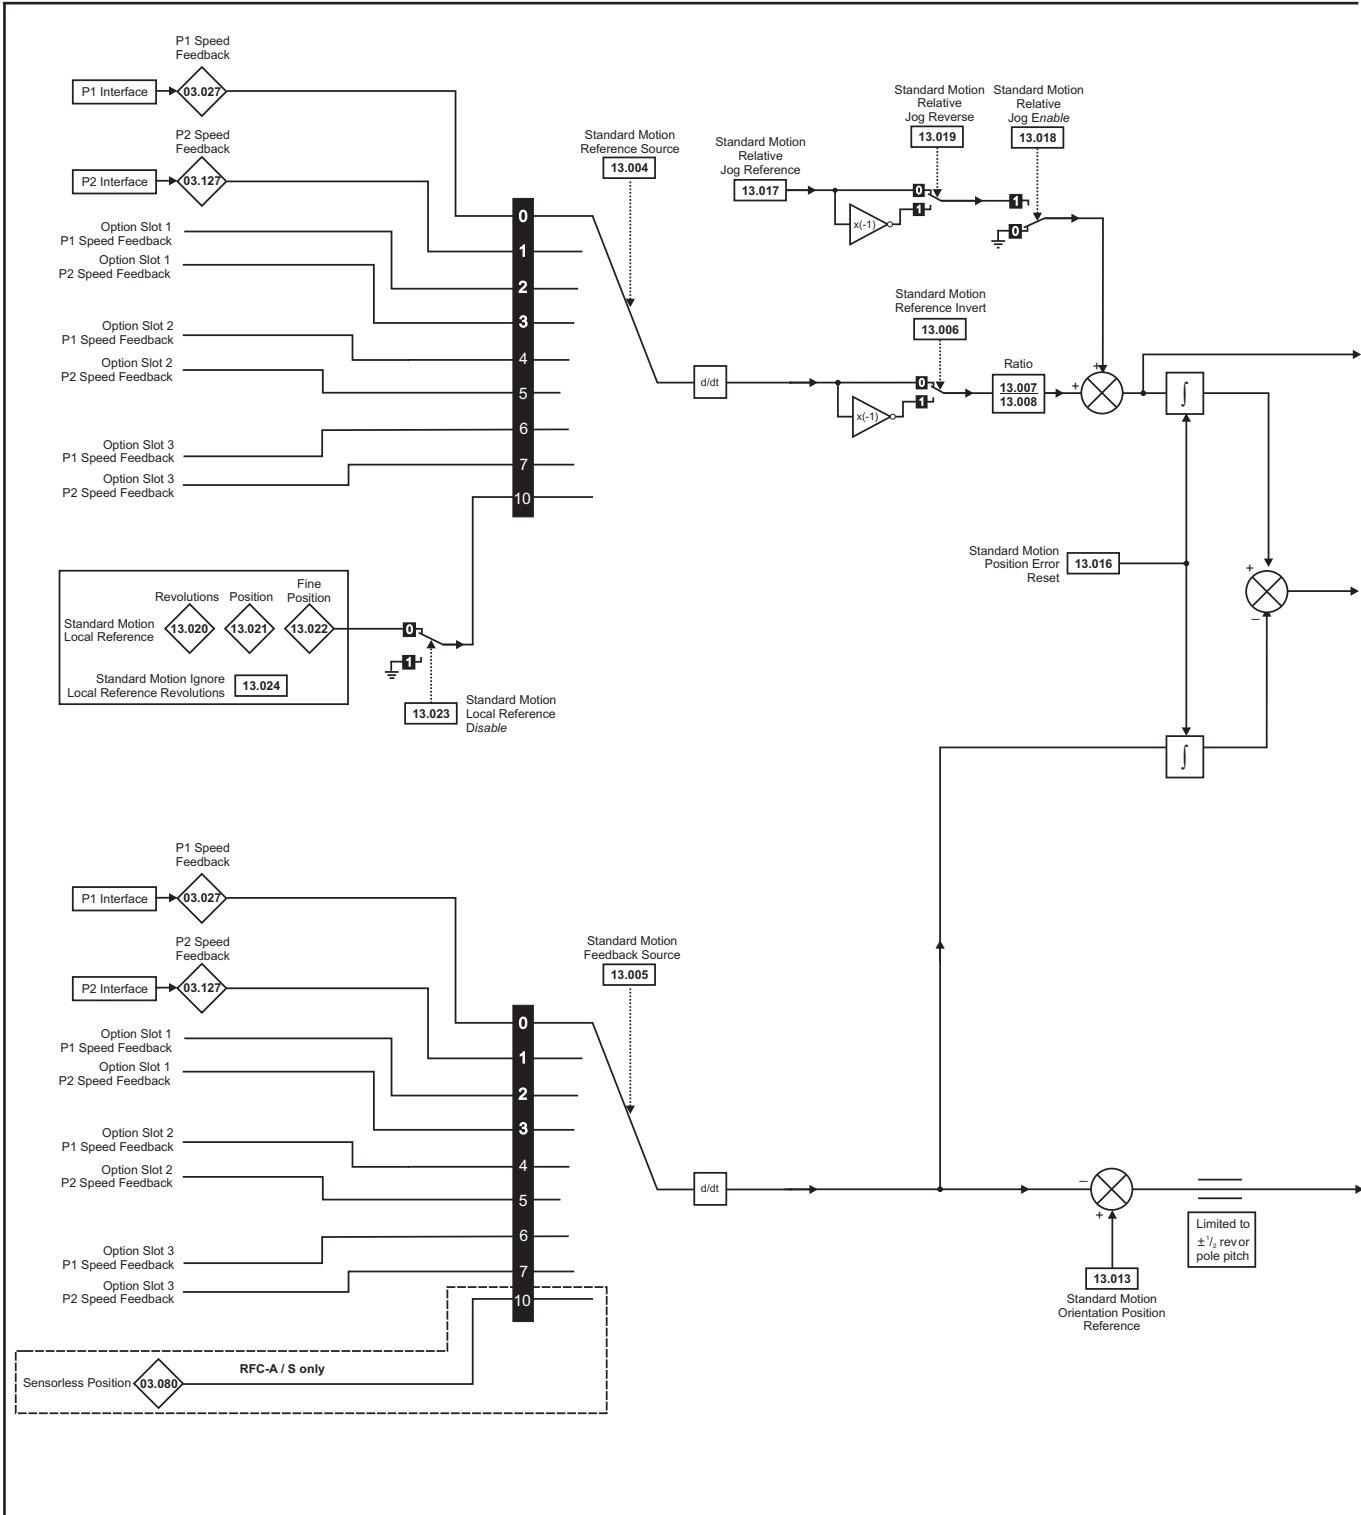 P1 Speed
Feedback
P1 Interface
03.027
P2 Speed
Feedback
P2 Interface
03.127
Option Slot 1
P1 Speed Feedback
Option Slot 1
P2 Speed Feedback
Option Slot 2
P1 Speed Feedback
Option Slot 2
P2 Speed Feedback
Option Slot 3
P1 Speed Feedback
Option Slot 3
P2 Speed Feedback
0
1
2
3
4
5
6
7
10
Standard Motion
Reference Source
13.004
d/dt
Standard Motion
Relative
Jog Reference
13.017
x(-1)
Standard Motion
Relative
Jog Reverse
13.019
0
1
Standard Motion
Relative
Jog Enable
13.018
1
0
Standard Motion
Reference Invert
13.006
0
1
x(-1)
Ratio
13.007
13.008
+
+
∫
Standard Motion
Position Error
Reset
13.016
+
−
∫
Revolutions
Position
Fine
Position
Standard Motion
Local Reference
13.020
13.021
13.022
Standard Motion Ignore
Local Reference Revolutions
13.024
0
1
13.023
Standard Motion
Local Reference
Disable
P1 Speed
Feedback
P1 Interface
03.027
P2 Speed
Feedback
P2 Interface
03.127
Option Slot 1
P1 Speed Feedback
Option Slot 1
P2 Speed Feedback
Option Slot 2
P1 Speed Feedback
Option Slot 2
P2 Speed Feedback
Option Slot 3
P1 Speed Feedback
Option Slot 3
P2 Speed Feedback
0
1
2
3
4
5
6
7
10
Standard Motion
Feedback Source
13.005
d/dt
−
+
13.013
Standard Motion
Orientation Position
Reference
Limited to
±1/2 rev or
pole pitch
RFC-A / S only
Sensorless Position
03.080